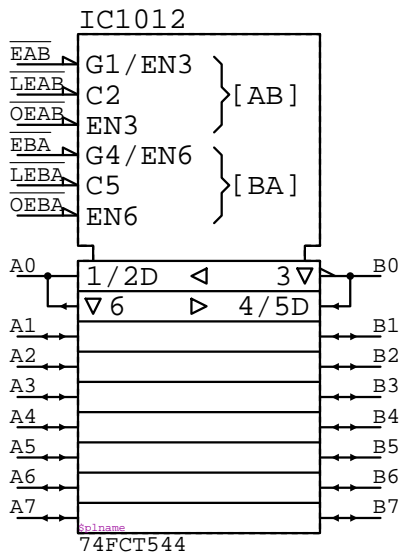 IC1012
EAB G1/EN3
LEAB C2 [AB]
OEAB EN3
EBA G4/EN6
LEBA C5 [BA]
OEBA EN6
A0 1/2D 3 B0
6 4/5D
A1 B1
A2 B2
A3 B3
A4 B4
A5 B5
A6 B6
A7 B7
$plname
74FCT544